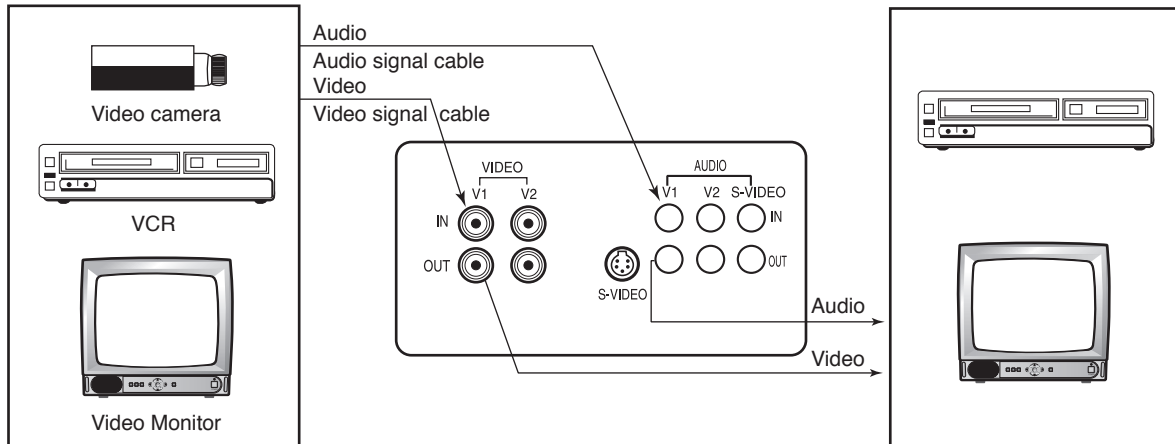 Audio
Audio signal cable
Video
Video signal cable
Video camera
VCR
Video Monitor
VIDEO
V1 V2
IN
OUT
S-VIDEO
AUDIO
V1 V2 S-VIDEO
IN
OUT
Audio
Video